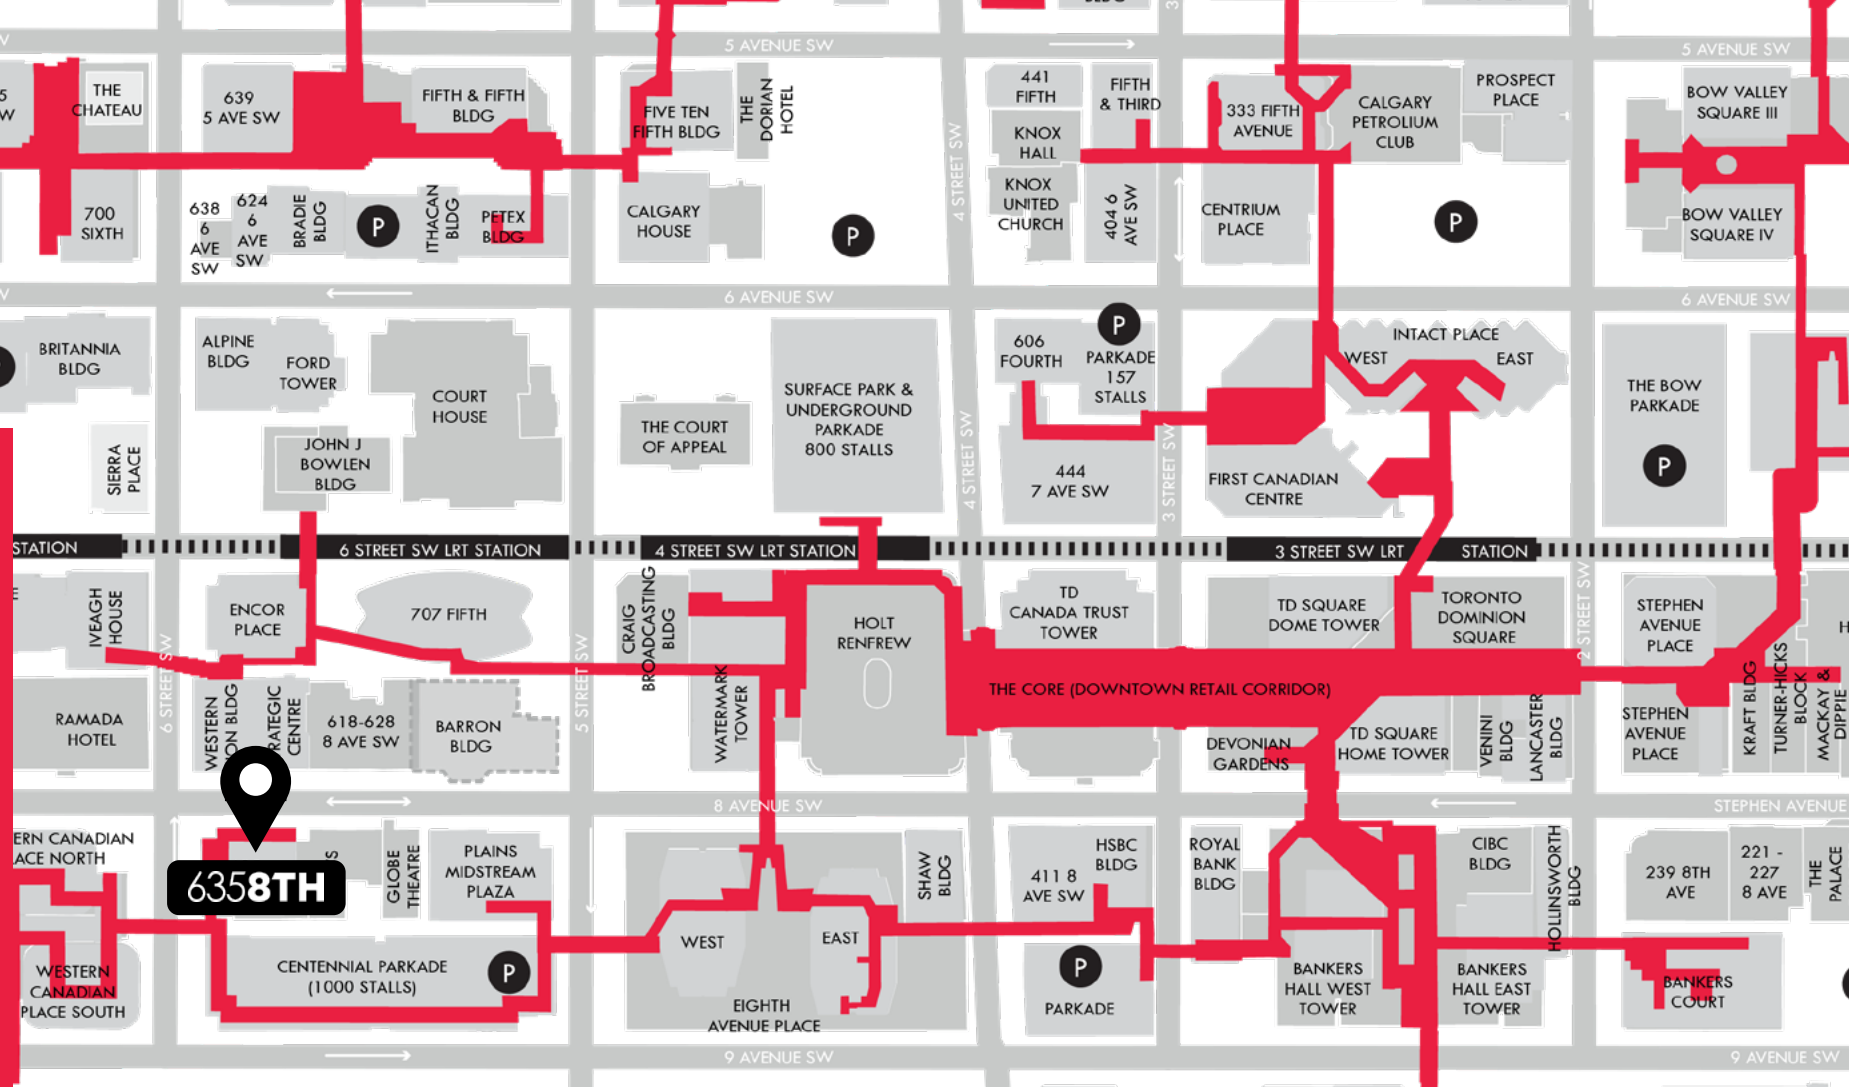 5 AVENUE SW
5 AVENUE SW
3
5
W
THE
CHATEAU
639
5 AVE SW
FIFTH & FIFTH
BLDG
FIVE TEN
FIFTH BLDG
THE
DORIAN
HOTEL
4 STREET SW
441
FIFTH
FIFTH
& THIRD
KNOX
HALL
333 FIFTH
AVENUE
CALGARY
PETROLIUM
CLUB
PROSPECT
PLACE
BOW VALLEY
SQUARE III
700
SIXTH
638
6
AVE
SW
624
6
AVE
SW
BRADIE
BLDG
P
ITHACAN
BLDG
PETEX
BLDG
CALGARY
HOUSE
P
KNOX
UNITED
CHURCH
404 6
AVE SW
CENTRIUM
PLACE
P
BOW VALLEY
SQUARE IV
6 AVENUE SW
6 AVENUE SW
BRITANNIA
BLDG
ALPINE
BLDG
FORD
TOWER
COURT
HOUSE
THE COURT
OF APPEAL
SURFACE PARK &
UNDERGROUND
PARKADE
800 STALLS
606
FOURTH
P
PARKADE
157
STALLS
INTACT PLACE
WEST
EAST
THE BOW
PARKADE
P
SIERRA
PLACE
JOHN J
BOWLEN
BLDG
4 STREET SW
444
7 AVE SW
3 STREET SW
FIRST CANADIAN
CENTRE
STATION
6 STREET SW LRT STATION
4 STREET SW LRT STATION
3 STREET SW LRT STATION
IVEAGH
HOUSE
6 STREET SW
ENCOR
PLACE
707 FIFTH
5 STREET SW
CRAIG
BROADCASTING
BLDG
HOLT
RENFREW
TD
CANADA TRUST
TOWER
TD SQUARE
DOME TOWER
TORONTO
DOMINION
SQUARE
2 STREET SW
STEPHEN
AVENUE
PLACE
H
RAMADA
HOTEL
WESTERN
ON BLDG
RATEGIC
CENTRE
618-628
8 AVE SW
BARRON
BLDG
WATERMARK
TOWER
THE CORE (DOWNTOWN RETAIL CORRIDOR)
DEVONIAN
GARDENS
TD SQUARE
HOME TOWER
VENINI
BLDG
LANCASTER
BLDG
STEPHEN
AVENUE
PLACE
KRAFT BLDG
TURNER-HICKS
BLOCK
MACKAY &
DIPPIE
8 AVENUE SW
STEPHEN AVENUE
ERN CANADIAN
ACE NORTH
6358TH
S
GLOBE
THEATRE
PLAINS
MIDSTREAM
PLAZA
SHAW
BLDG
411 8
AVE SW
HSBC
BLDG
ROYAL
BANK
BLDG
CIBC
BLDG
HOLLINSWORTH
BLDG
239 8TH
AVE
221 -
227
8 AVE
THE
PALACE
WESTERN
CANADIAN
PLACE SOUTH
CENTENNIAL PARKADE
(1000 STALLS)
P
WEST
EAST
EIGHTH
AVENUE PLACE
P
PARKADE
BANKERS
HALL WEST
TOWER
BANKERS
HALL EAST
TOWER
BANKERS
COURT
9 AVENUE SW
9 AVENUE SW